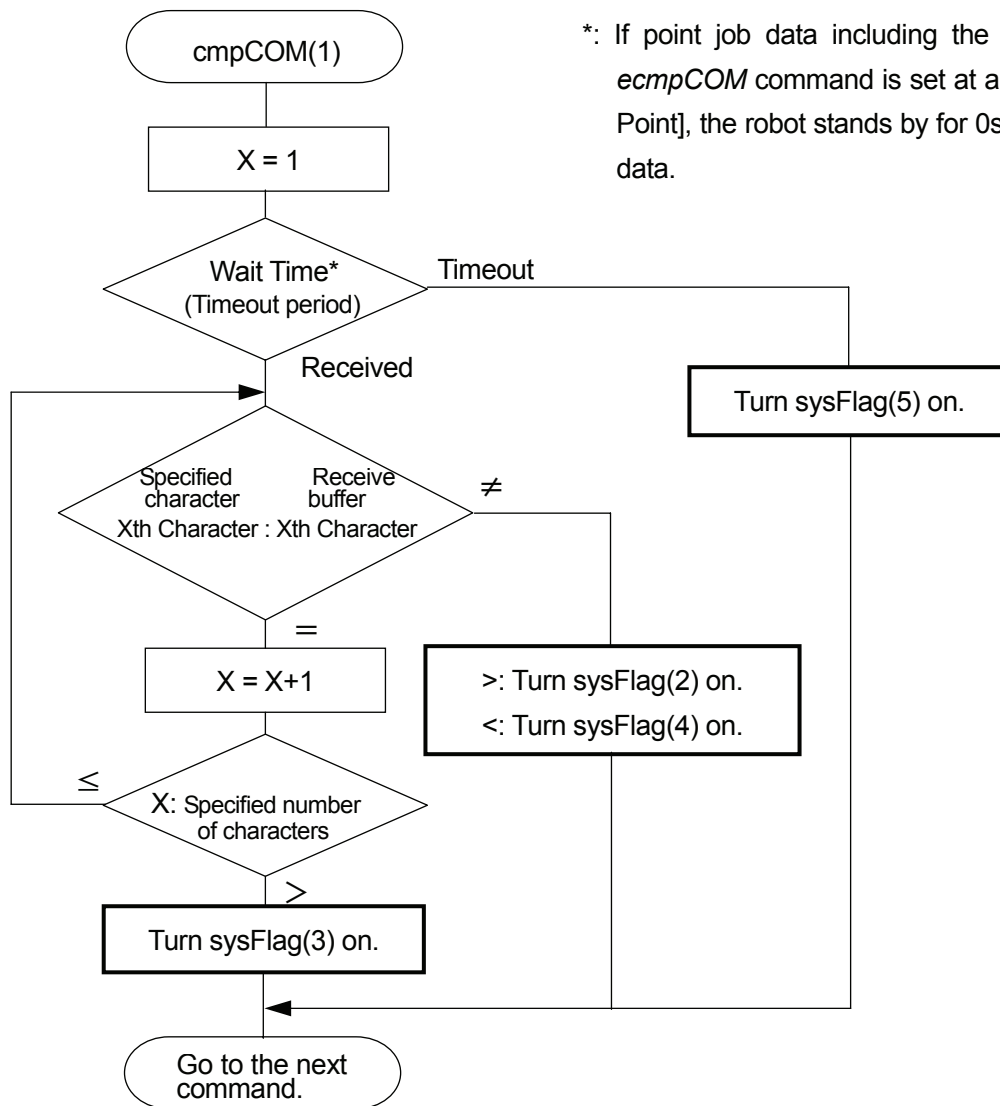 cmpCOM(1)
*: If point job data including the
ecmpCOM command is set at a
Point], the robot stands by for 0s
data.
X = 1
Wait Time*
(Timeout period)
Timeout
Received
Turn sysFlag(5) on.
Specified character
Receive buffer
Xth Character : Xth Character
≠
=
X = X+1
>: Turn sysFlag(2) on.
<: Turn sysFlag(4) on.
≤
X: Specified number
of characters
>
Turn sysFlag(3) on.
Go to the next
command.